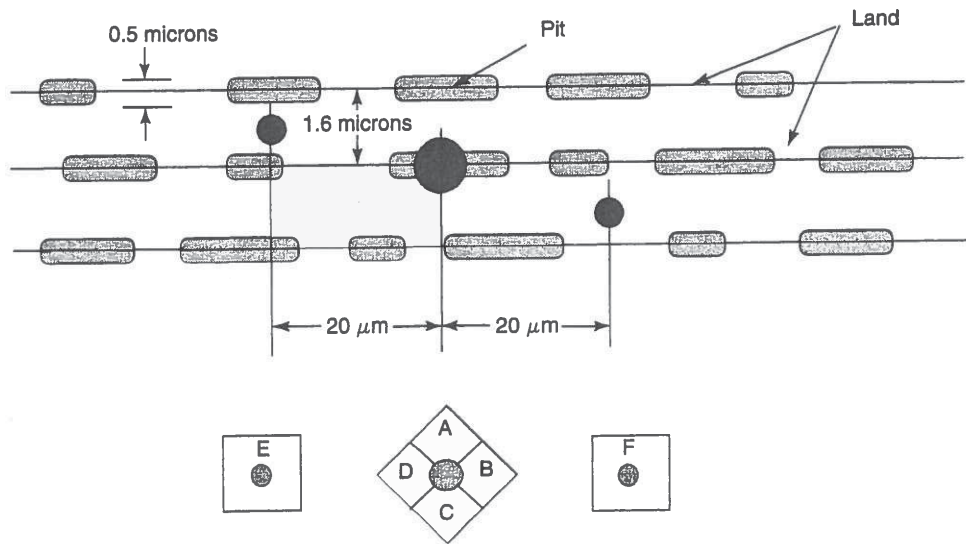 Land
Pit
0.5 microns
1.6 microns
20 μm
20 μm
A
E
F
D
B
C